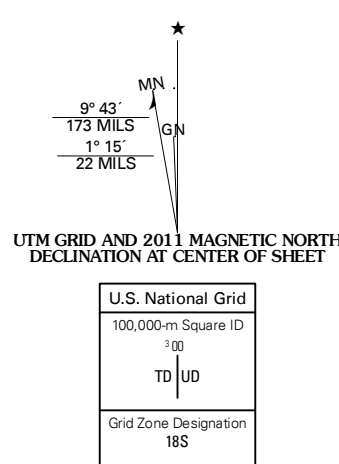 ★
MN
9° 43´
173 MILS
GN
1° 15´
22 MILS
UTM GRID AND 2011 MAGNETIC NORTH
DECLINATION AT CENTER OF SHEET
U.S. National Grid
100,000-m Square ID
³00
TD UD
Grid Zone Designation
18S